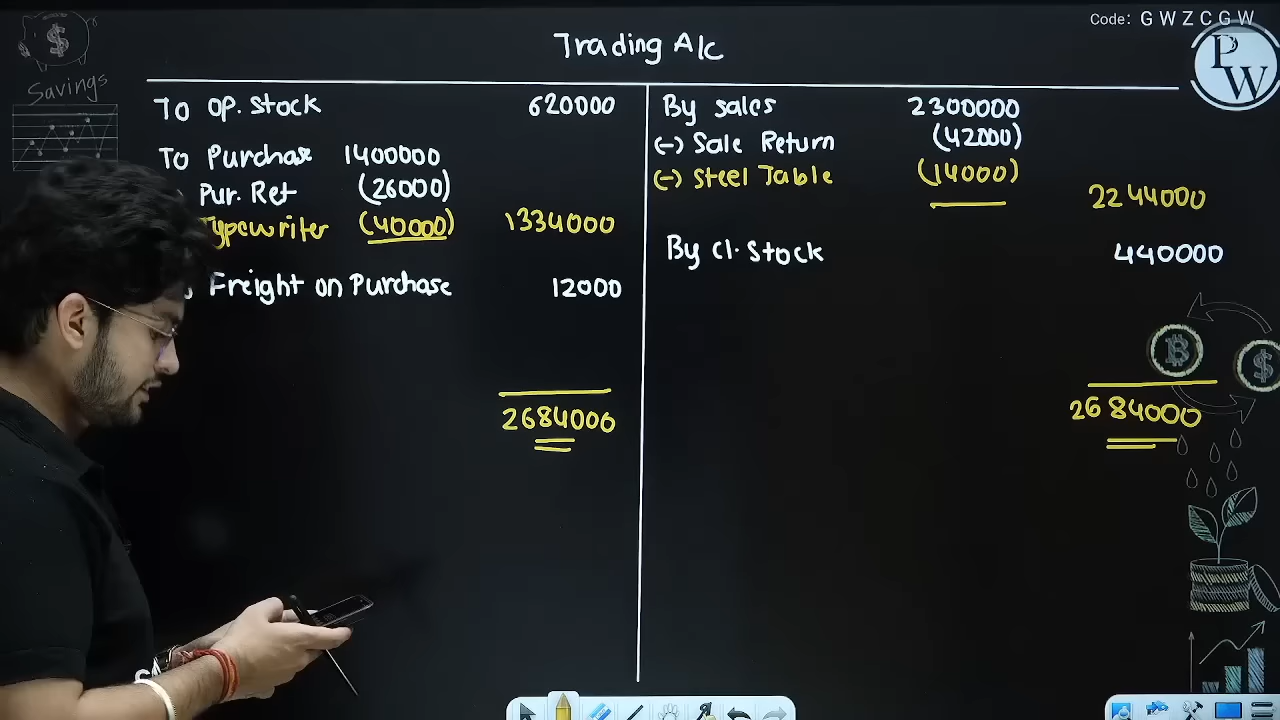 Code: G W Z C G W
PW
$
Savings
Trading A/c
To Op. Stock 620000
To Purchase 1400000
Pur. Ret (26000)
Typewriter (40000) 1334000
Freight on Purchase 12000
2684000
By Sales 2300000
(-) Sale Return (42000)
(-) Steel Table (14000) 2244000
By Cl. Stock 440000
2684000
₿
$